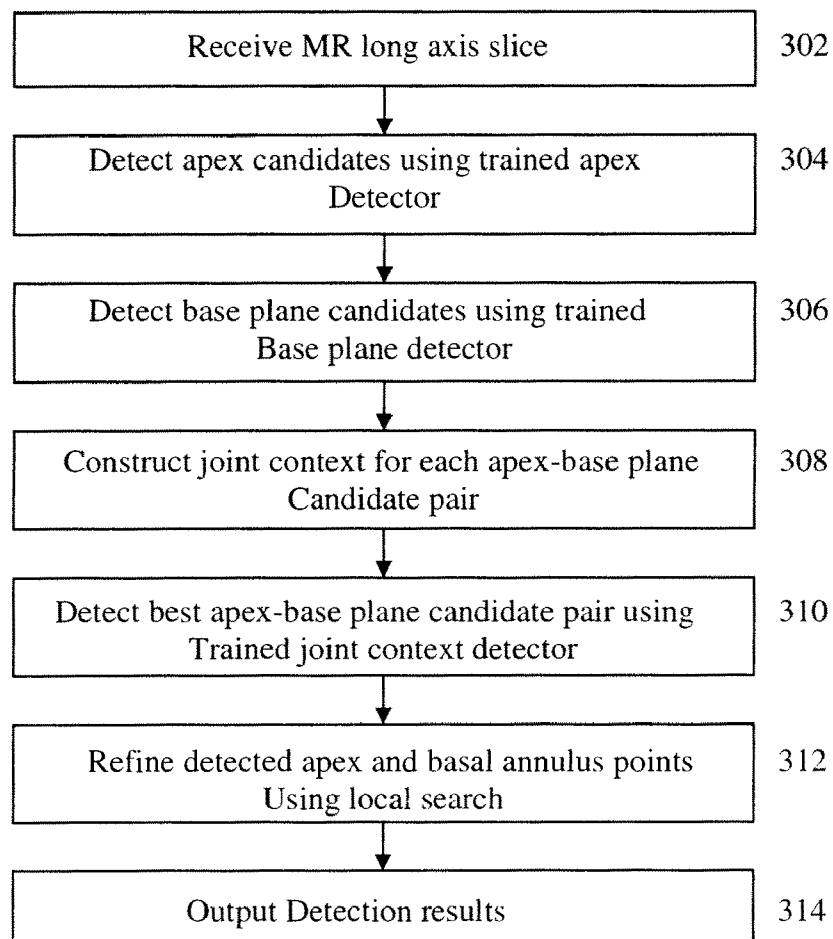 Receive MR long axis slice 302
Detect apex candidates using trained apex 304
Detector
Detect base plane candidates using trained 306
Base plane detector
Construct joint context for each apex-base plane 308
Candidate pair
Detect best apex-base plane candidate pair using 310
Trained joint context detector
Refine detected apex and basal annulus points 312
Using local search
Output Detection results 314